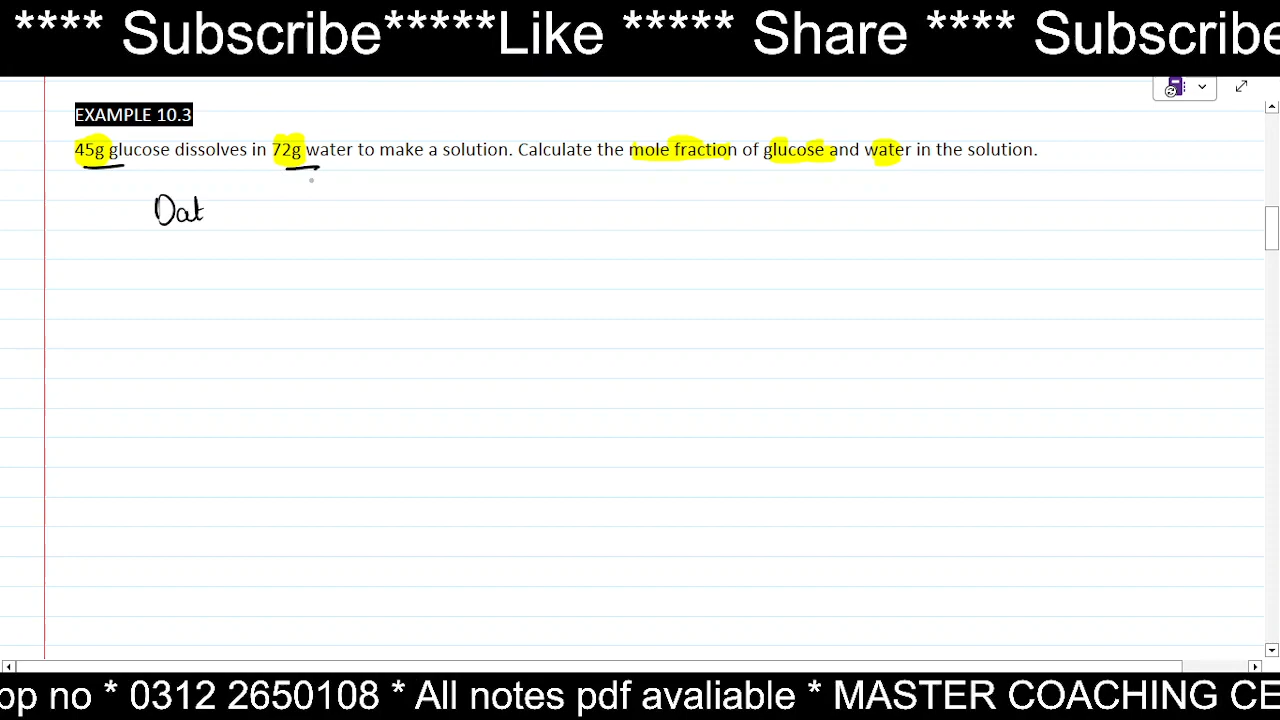 **** Subscribe*****Like ***** Share **** Subscribe
EXAMPLE 10.3
45g glucose dissolves in 72g water to make a solution. Calculate the mole fraction of glucose and water in the solution.
Dat
pp no * 0312 2650108 * All notes pdf avaliable * MASTER COACHING CE